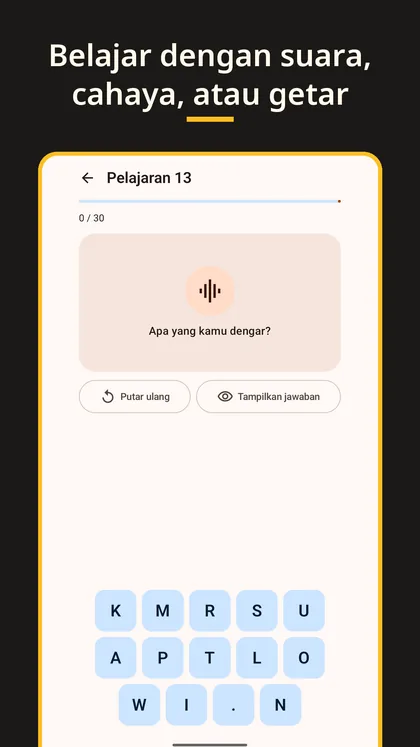 Belajar dengan suara,
cahaya, atau getar
Pelajaran 13
0 / 30
Apa yang kamu dengar?
Putar ulang
Tampilkan jawaban
K M R S U
A P T L O
W I . N